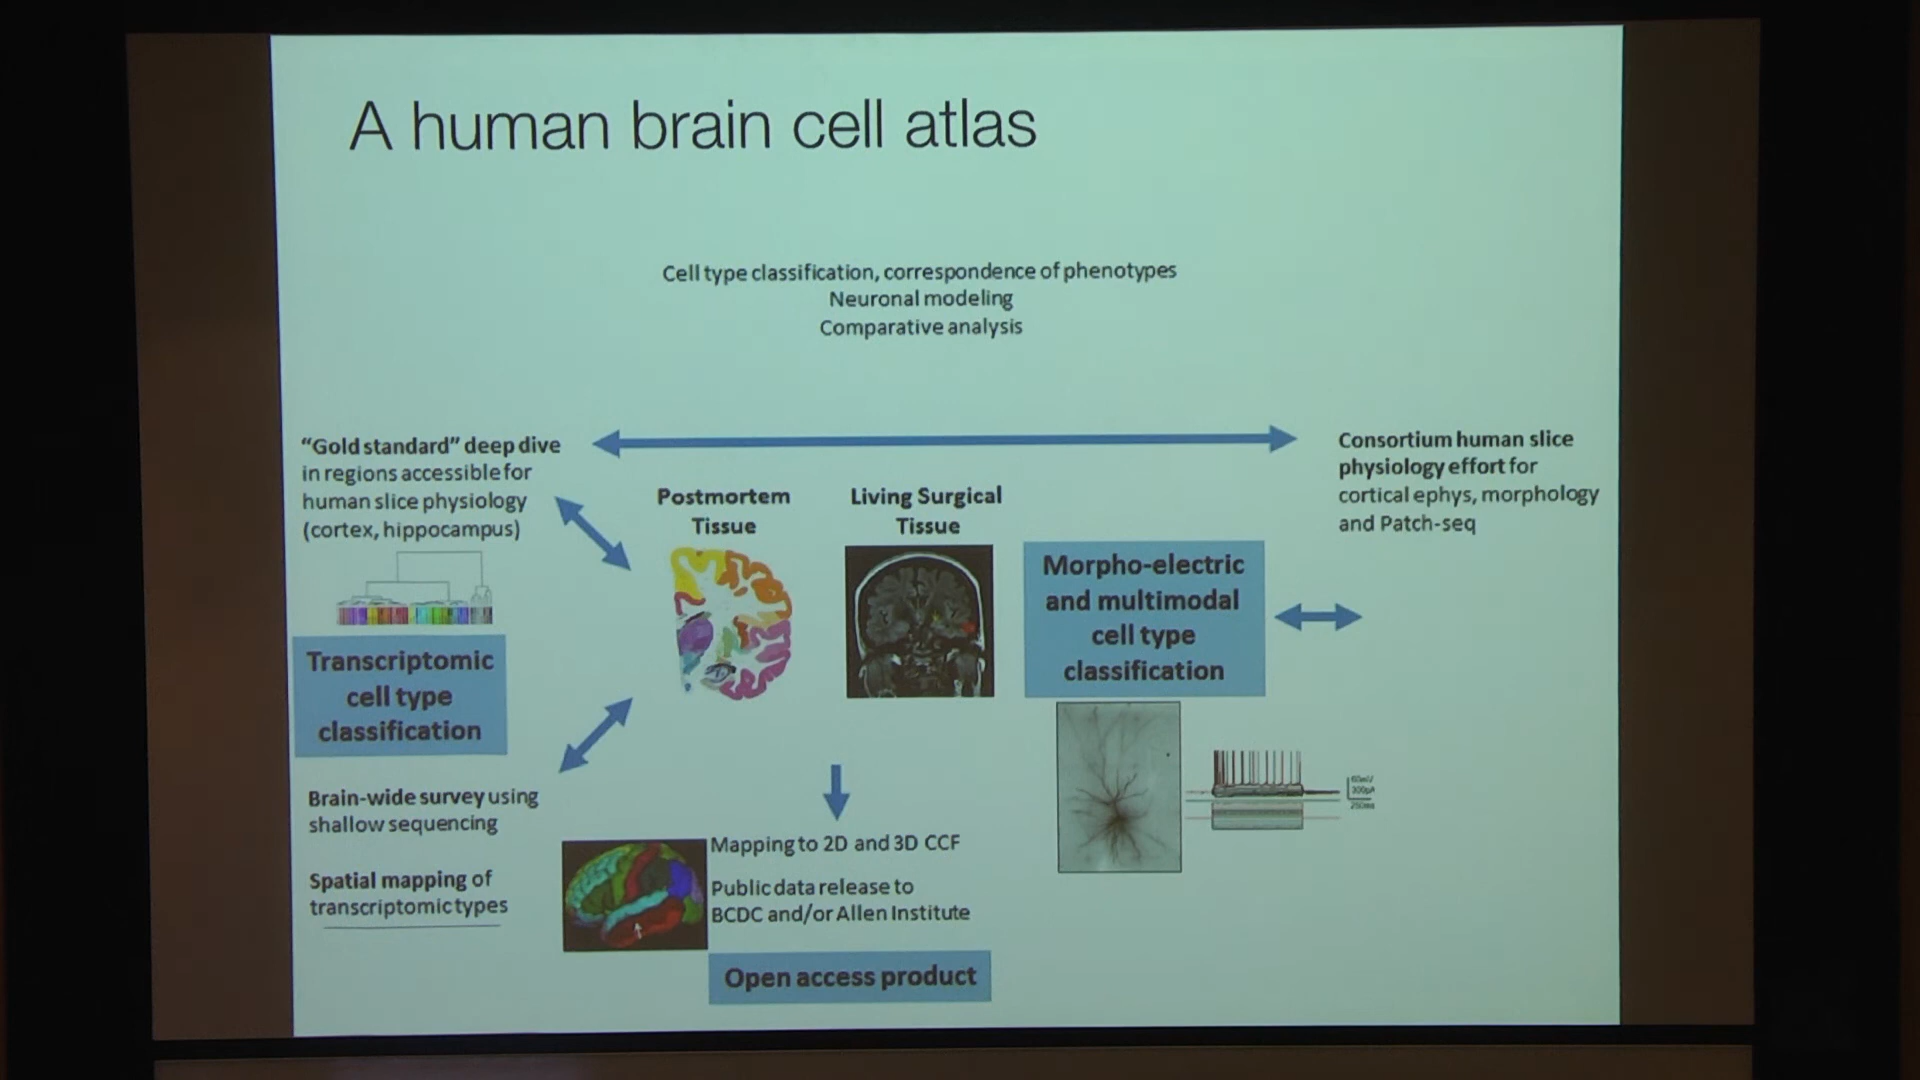 A human brain cell atlas
Cell type classification, correspondence of phenotypes
Neuronal modeling
Comparative analysis
“Gold standard” deep dive
in regions accessible for
human slice physiology
(cortex, hippocampus)
Transcriptomic
cell type
classification
Brain-wide survey using
shallow sequencing
Spatial mapping of
transcriptomic types
Postmortem
Tissue
Living Surgical
Tissue
Mapping to 2D and 3D CCF
Public data release to
BCDC and/or Allen Institute
Open access product
Morpho-electric
and multimodal
cell type
classification
Consortium human slice
physiology effort for
cortical ephys, morphology
and Patch-seq
300pA